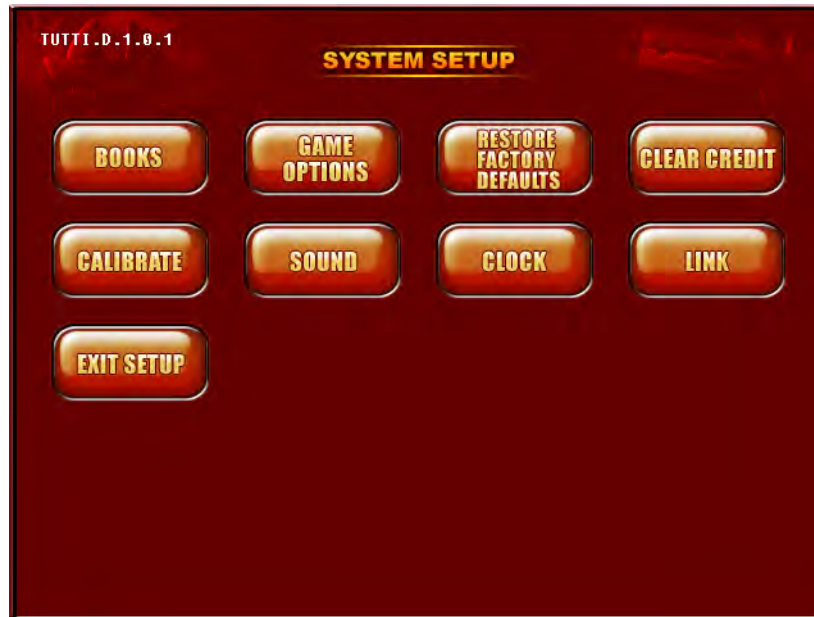 TUTTI.D.1.0.1
SYSTEM SETUP
BOOKS
GAME
OPTIONS
RESTORE
FACTORY
DEFAULTS
CLEAR CREDIT
CALIBRATE
SOUND
CLOCK
LINK
EXIT SETUP